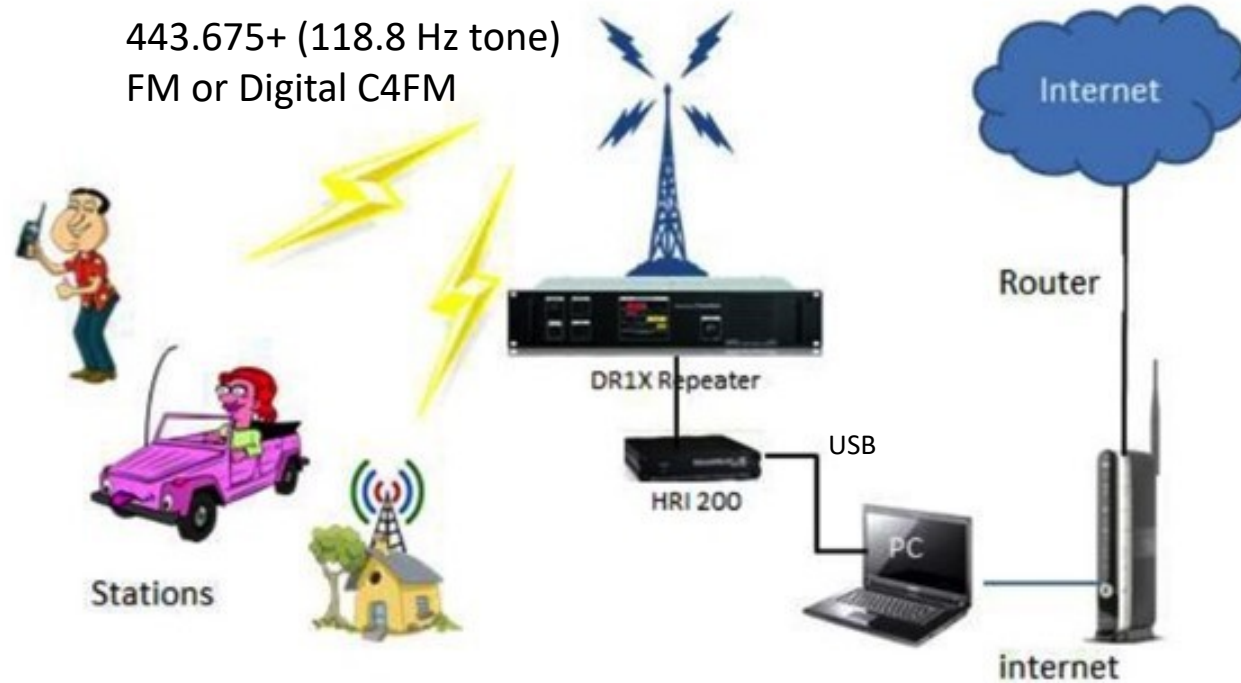 443.675+ (118.8 Hz tone)
FM or Digital C4FM
Internet
Router
DR1X Repeater
USB
HRI 200
PC
Stations
internet